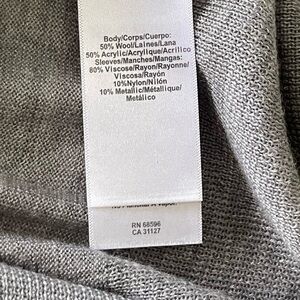 Body/Corps/Cuerpo:
50% Wool/Laines/Lana
50% Acrylic/Acrylique/Acrilico
Sleeves/Manches/Mangas:
80% Viscose/Rayon/Rayonne/
Viscosa/Rayón
10%Nylon/Nilón
10% Metallic/Métallique/
Metálico
RN 68596
CA 31127